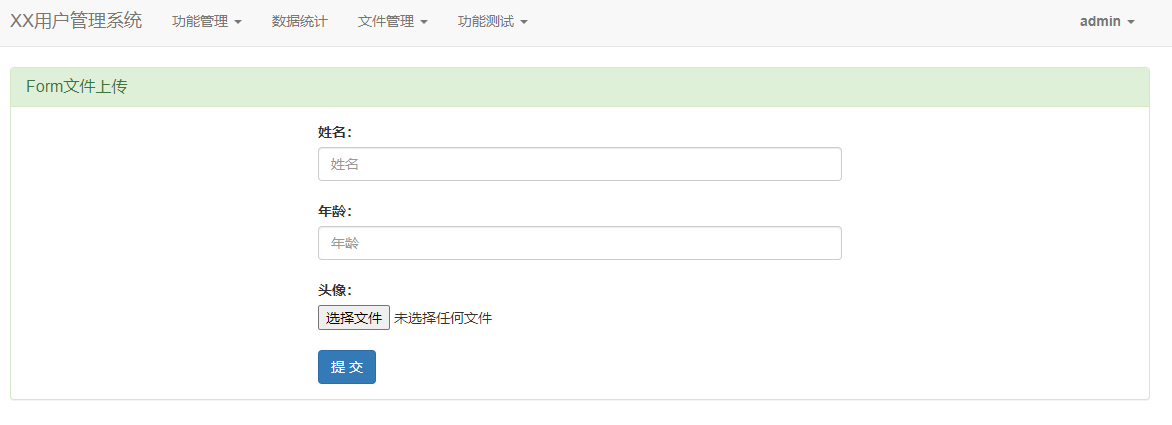 XX用户管理系统 功能管理 数据统计 文件管理 功能测试 admin
Form文件上传
姓名：
姓名
年龄：
年龄
头像：
选择文件 未选择任何文件
提 交